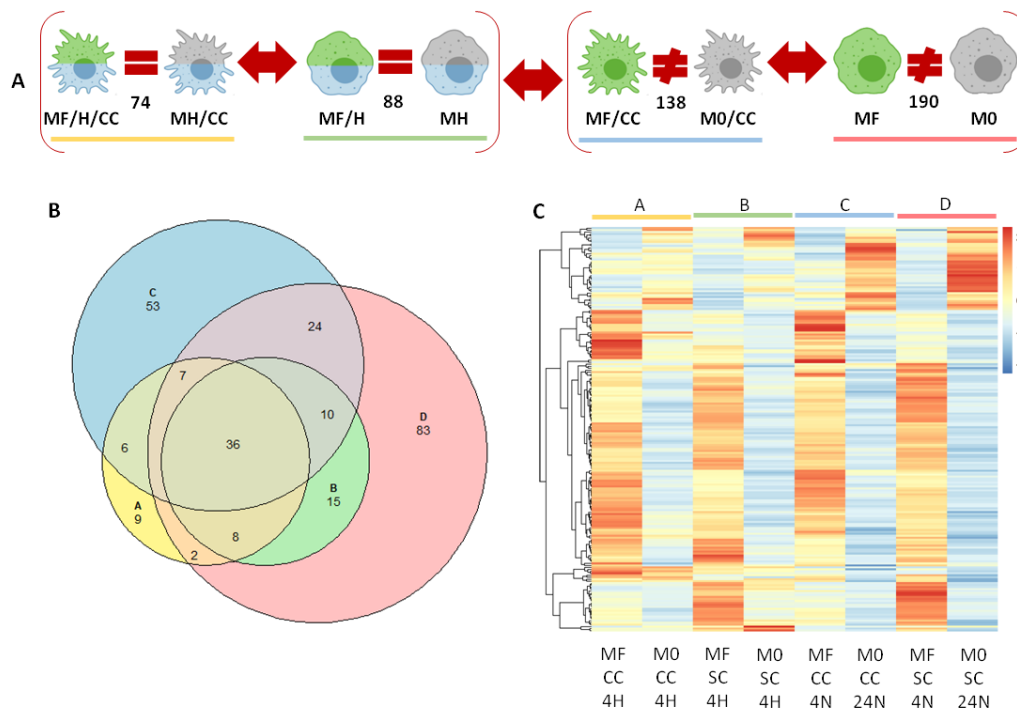 A
74
88
138
190
MF/H/CC MH/CC MF/H MH MF/CC M0/CC MF M0
B
C
53
24
7
10
D
83
6
36
A
9
B
15
8
2
C
A B C D
MF M0 MF M0 MF M0 MF M0
CC CC SC SC CC CC SC SC
4H 4H 4H 4H 4N 24N 4N 24N